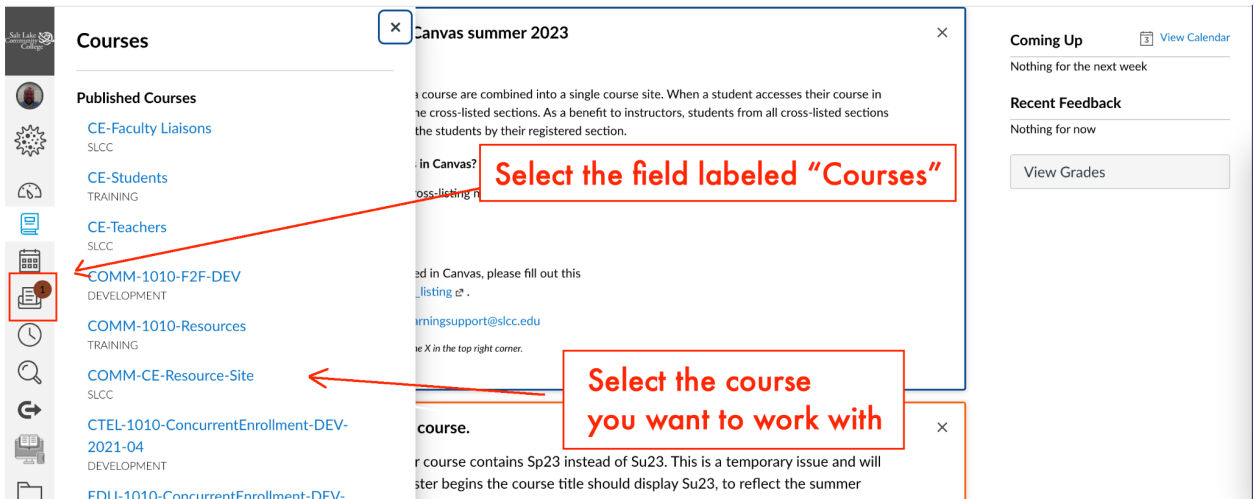 Salt Lake
Community
College
Courses
×
Published Courses
CE-Faculty Liaisons
SLCC
CE-Students
TRAINING
CE-Teachers
SLCC
COMM-1010-F2F-DEV
DEVELOPMENT
COMM-1010-Resources
TRAINING
COMM-CE-Resource-Site
SLCC
CTEL-1010-ConcurrentEnrollment-DEV-
2021-04
DEVELOPMENT
EDU-1010-ConcurrentEnrollment-DEV-
1
Canvas summer 2023
×
a course are combined into a single course site. When a student accesses their course in
ne cross-listed sections. As a benefit to instructors, students from all cross-listed sections
the students by their registered section.
in Canvas?
Select the field labeled “Courses”
ross-listing
ed in Canvas, please fill out this
_listing .
arningsupport@slcc.edu
e X in the top right corner.
Select the course
you want to work with
course.
×
r course contains Sp23 instead of Su23. This is a temporary issue and will
ster begins the course title should display Su23, to reflect the summer
Coming Up
3 View Calendar
Nothing for the next week
Recent Feedback
Nothing for now
View Grades